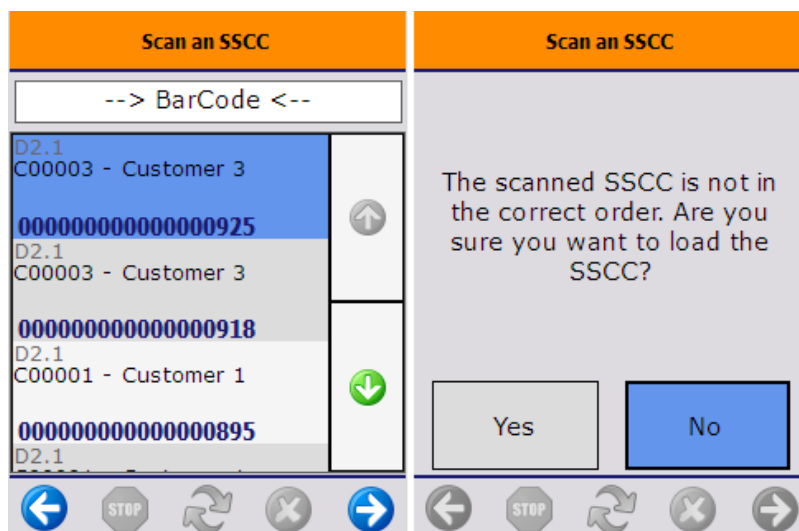 Scan an SSCC
--> BarCode <--
D2.1
C00003 - Customer 3
000000000000000925
D2.1
C00003 - Customer 3
000000000000000918
D2.1
C00001 - Customer 1
000000000000000895
D2.1
STOP
Scan an SSCC
The scanned SSCC is not in
the correct order. Are you
sure you want to load the
SSCC?
Yes
No
STOP